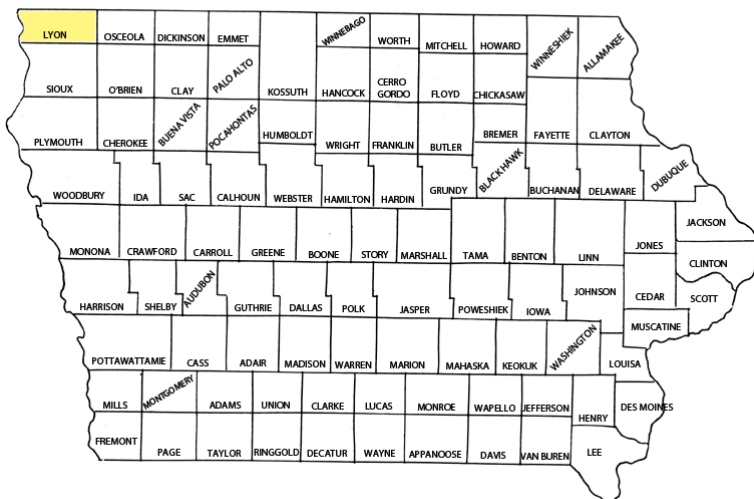 LYON OSCEOLA DICKINSON EMMET WINNEBAGO WORTH MITCHELL HOWARD WINNESHIEK ALLAMAKEE
SIOUX O'BRIEN CLAY PALO ALTO KOSSUTH HANCOCK CERRO GORDO FLOYD CHICKASAW
PLYMOUTH CHEROKEE BUENA VISTA POCAHONTAS HUMBOLDT WRIGHT FRANKLIN BUTLER BREMER FAYETTE CLAYTON
WOODBURY IDA SAC CALHOUN WEBSTER HAMILTON HARDIN GRUNDY BLACK HAWK BUCHANAN DELAWARE DUBUQUE
MONONA CRAWFORD CARROLL GREENE BOONE STORY MARSHALL TAMA BENTON LINN JONES JACKSON
CLINTON
HARRISON SHELBY AUDUBON GUTHRIE DALLAS POLK JASPER POWESHIEK IOWA JOHNSON CEDAR SCOTT
MUSCATINE
POTTAWATTAMIE CASS ADAIR MADISON WARREN MARION MAHASKA KEOKUK WASHINGTON LOUISA
MILLS MONTGOMERY ADAMS UNION CLARKE LUCAS MONROE WAPELLO JEFFERSON HENRY DES MOINES
FREMONT PAGE TAYLOR RINGGOLD DECATUR WAYNE APPANOOSE DAVIS VAN BUREN LEE